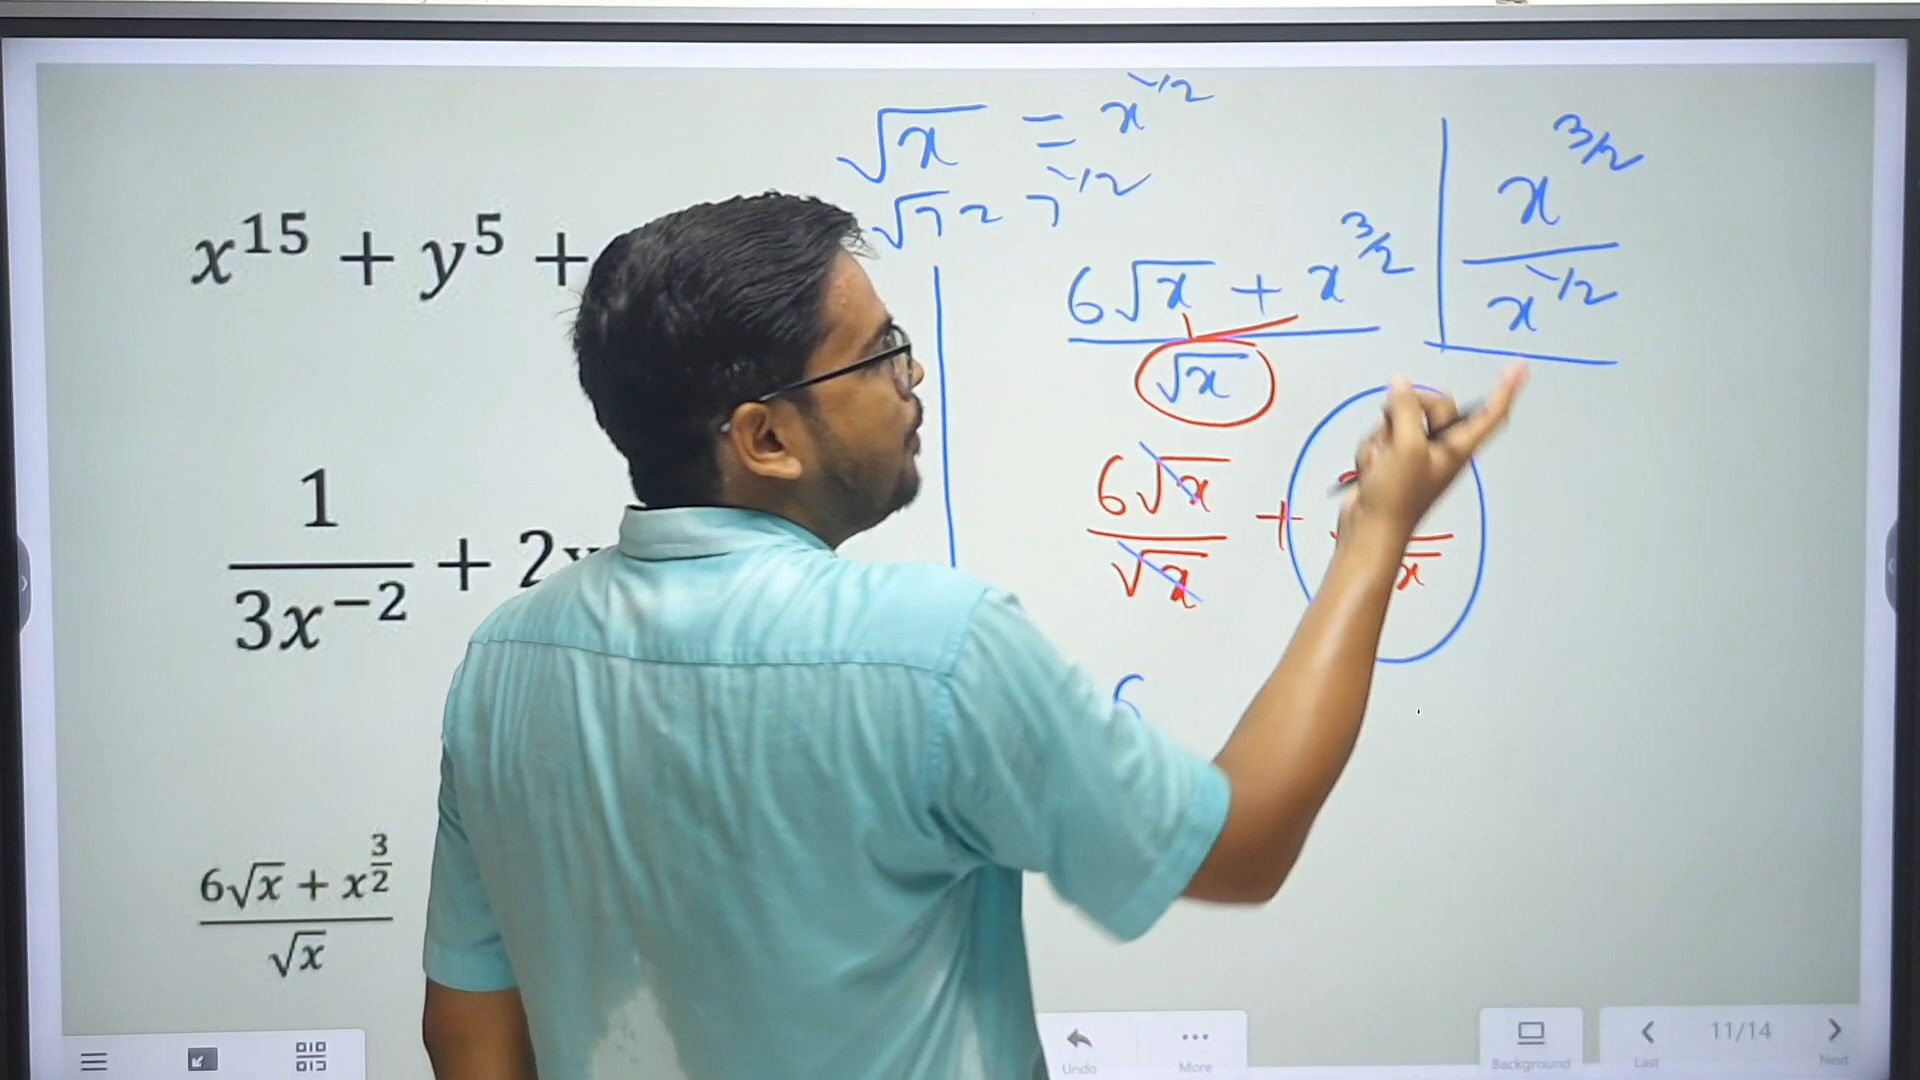 x^15 + y^5 +
1/(3x^-2) + 2
(6√x + x^(3/2))/√x
√x = x^1/2
√7 = 7^1/2
(6√x + x^3/2)/√x
x^3/2 / x^1/2
6√x/√x +
x
6
Undo
More
Background
Last
11/14
Next